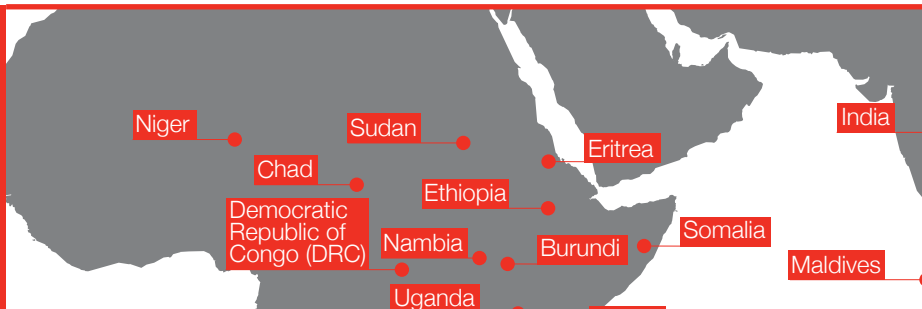 Niger
Sudan
India
Eritrea
Chad
Ethiopia
Democratic
Republic of
Congo (DRC)
Nambia
Burundi
Somalia
Maldives
Uganda